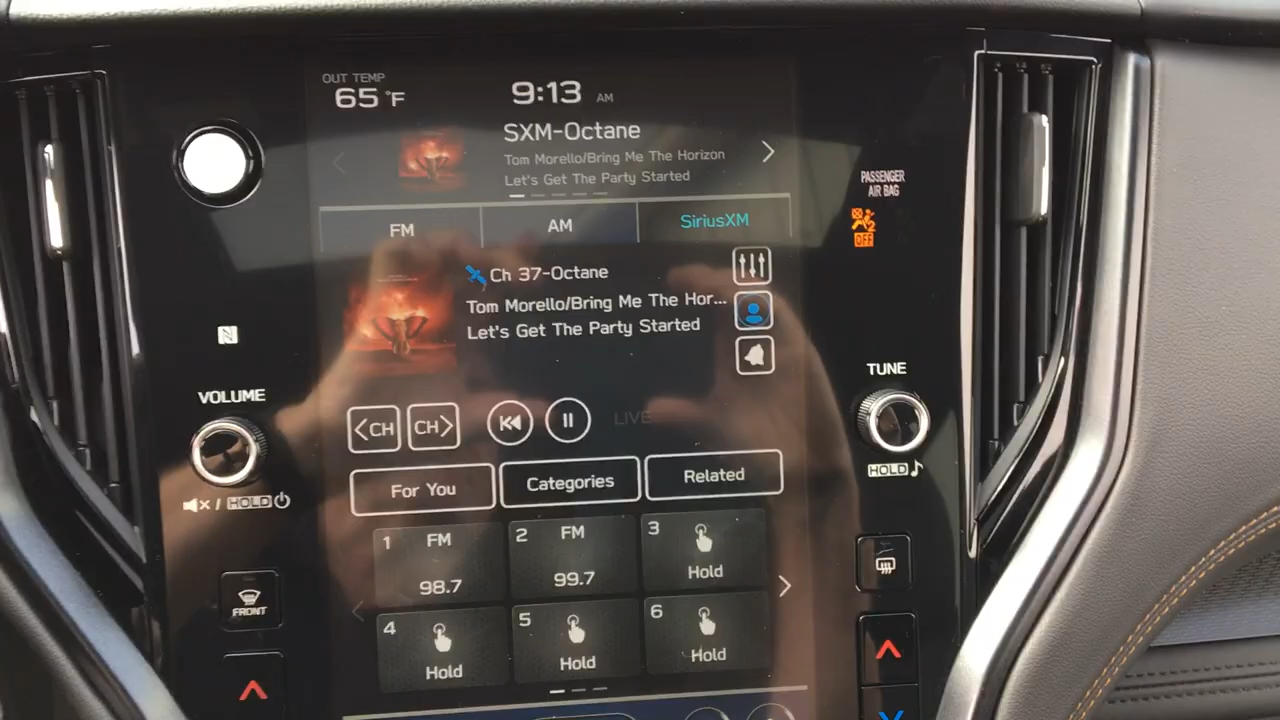 OUT TEMP
65 °F
9:13 AM
SXM-Octane
Tom Morello/Bring Me The Horizon
Let's Get The Party Started
FM
AM
SiriusXM
PASSENGER
AIR BAG
OFF
Ch 37-Octane
Tom Morello/Bring Me The Hor...
Let's Get The Party Started
N
VOLUME
TUNE
<CH
CH>
LIVE
HOLD
/ HOLD
For You
Categories
Related
1 FM
98.7
2 FM
99.7
3
Hold
4
Hold
5
Hold
6
Hold
FRONT